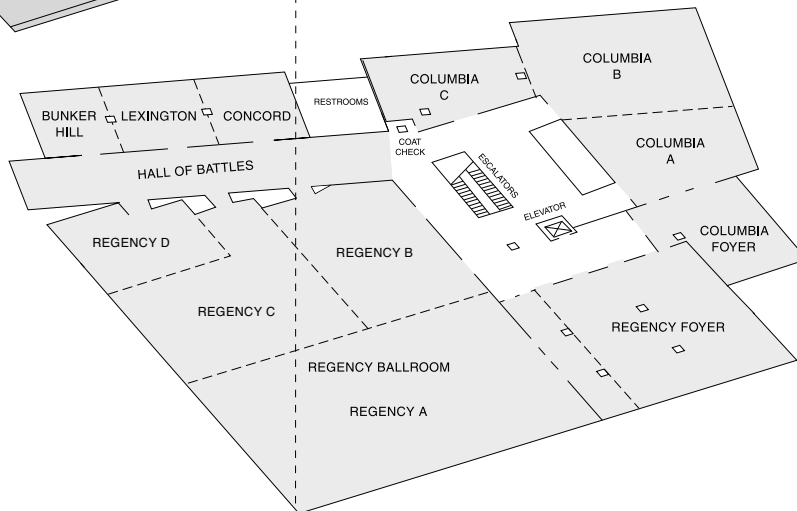 COLUMBIA
B
COLUMBIA
C
RESTROOMS
BUNKER
HILL
LEXINGTON
CONCORD
COAT
CHECK
COLUMBIA
A
HALL OF BATTLES
ESCALATORS
ELEVATOR
COLUMBIA
FOYER
REGENCY D
REGENCY B
REGENCY C
REGENCY FOYER
REGENCY BALLROOM
REGENCY A